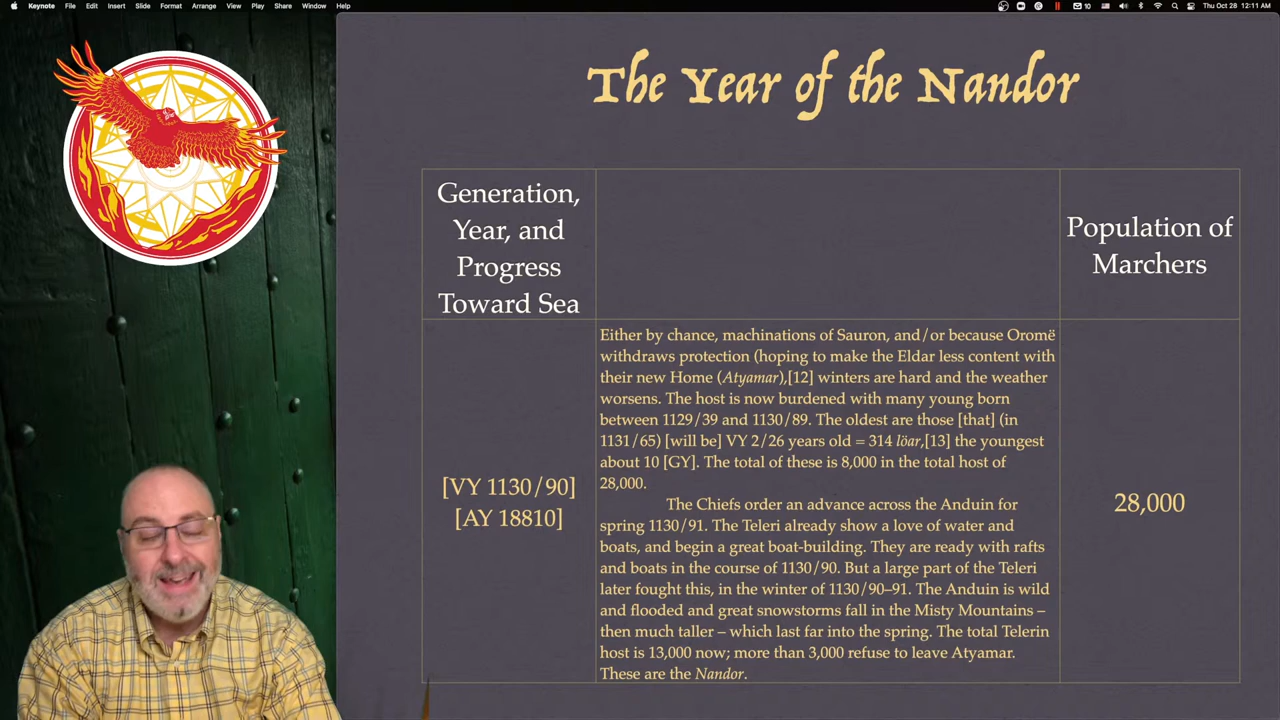 Keynote File Edit Insert Slide Format Arrange View Play Share Window Help 10 Thu Oct 28 12:11 AM
The Year of the Nandor
Generation,
Year, and
Progress
Toward Sea
Population of
Marchers
[VY 1130/90]
[AY 18810]
Either by chance, machinations of Sauron, and/or because Oromë
withdraws protection (hoping to make the Eldar less content with
their new Home (Atyamar),[12] winters are hard and the weather
worsens. The host is now burdened with many young born
between 1129/39 and 1130/89. The oldest are those [that] (in
1131/65) [will be] VY 2/26 years old = 314 löar,[13] the youngest
about 10 [GY]. The total of these is 8,000 in the total host of
28,000.
The Chiefs order an advance across the Anduin for
spring 1130/91. The Teleri already show a love of water and
boats, and begin a great boat-building. They are ready with rafts
and boats in the course of 1130/90. But a large part of the Teleri
later fought this, in the winter of 1130/90–91. The Anduin is wild
and flooded and great snowstorms fall in the Misty Mountains –
then much taller – which last far into the spring. The total Telerin
host is 13,000 now; more than 3,000 refuse to leave Atyamar.
These are the Nandor.
28,000